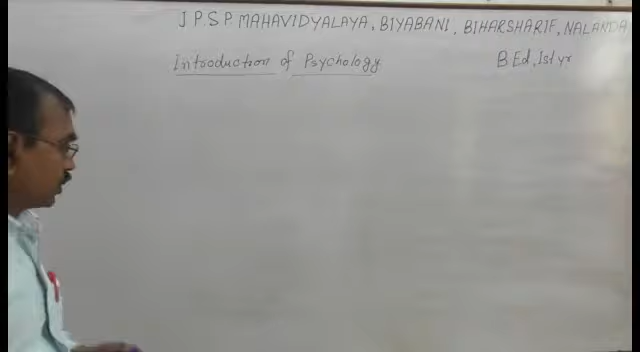 J P. S P. MAHAVIDYALAYA, BIYABANI, BIHARSHARIF, NALANDA
Introduction of Psychology
B Ed, Ist yr